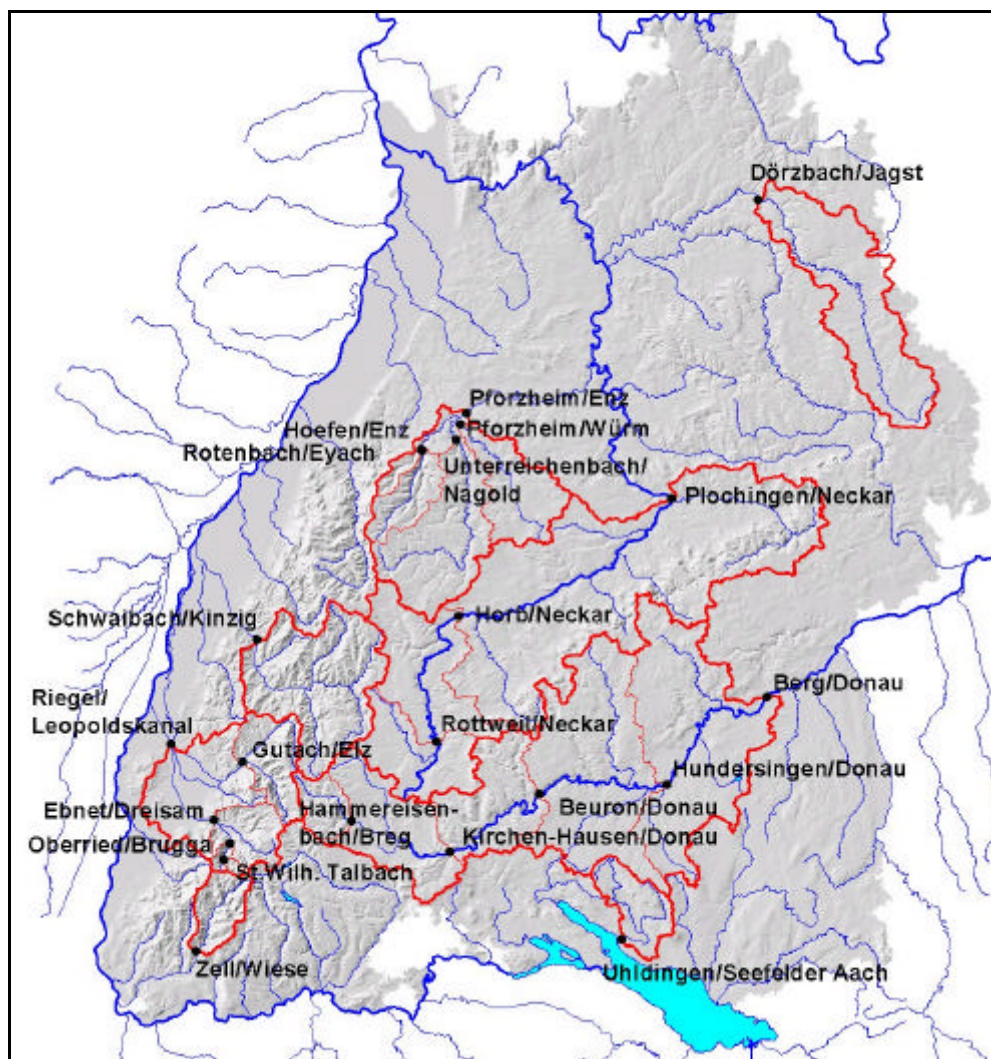 Dörzbach/Jagst
Pforzheim/Enz
Hoefen/Enz
Pforzheim/Würm
Rotenbach/Eyach
Unterreichenbach/
Nagold
Plochingen/Neckar
Horb/Neckar
Schwaibach/Kinzig
Berg/Donau
Riegel/
Leopoldskanal
Rottweil/Neckar
Gutach/Elz
Hundersingen/Donau
Ebnet/Dreisam
Hammereisen-
bach/Breg
Beuron/Donau
Kirchen-Hausen/Donau
Oberried/Brugga
St.Wilh. Talbach
Zell/Wiese
Uhldingen/Seefelder Aach